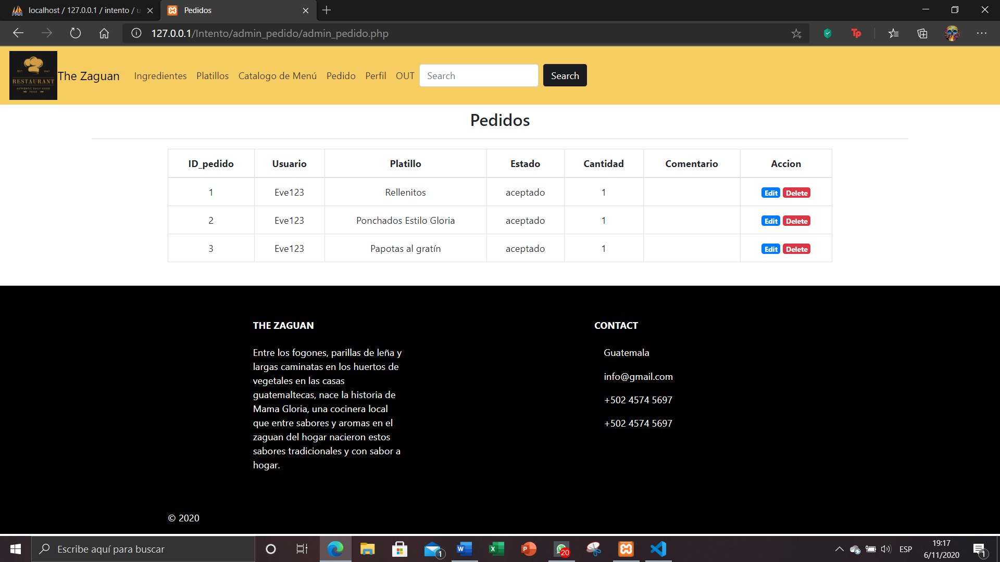 localhost / 127.0.0.1 / intento / u
Pedidos
127.0.0.1/Intento/admin_pedido/admin_pedido.php
RESTAURANT
The Zaguan
Ingredientes Platillos Catalogo de Menú Pedido Perfil OUT Search Search
Pedidos
ID_pedido Usuario Platillo Estado Cantidad Comentario Accion
1 Eve123 Rellenitos aceptado 1 Edit Delete
2 Eve123 Ponchados Estilo Gloria aceptado 1 Edit Delete
3 Eve123 Papotas al gratín aceptado 1 Edit Delete
THE ZAGUAN
Entre los fogones, parillas de leña y
largas caminatas en los huertos de
vegetales en las casas
guatemaltecas, nace la historia de
Mama Gloria, una cocinera local
que entre sabores y aromas en el
zaguan del hogar nacieron estos
sabores tradicionales y con sabor a
hogar.
CONTACT
Guatemala
info@gmail.com
+502 4574 5697
+502 4574 5697
© 2020
Escribe aquí para buscar
1
20
ESP
19:17
6/11/2020
1